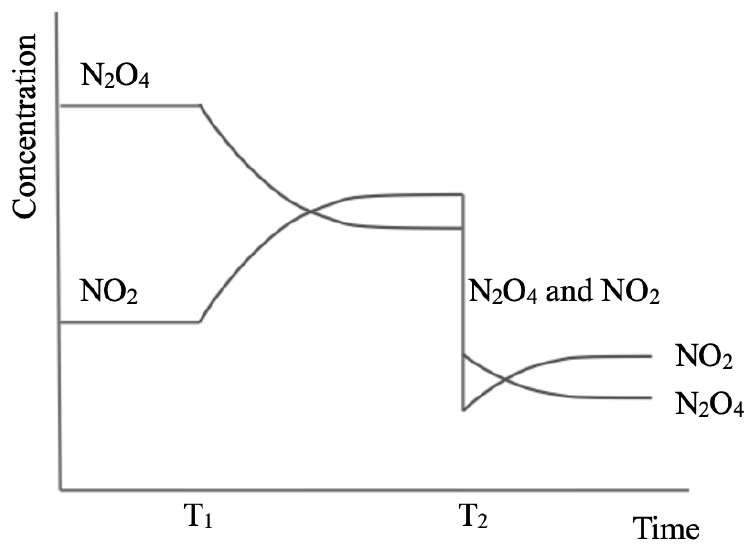 Concentration
N₂O₄
NO₂
N₂O₄ and NO₂
NO₂
N₂O₄
T₁
T₂
Time